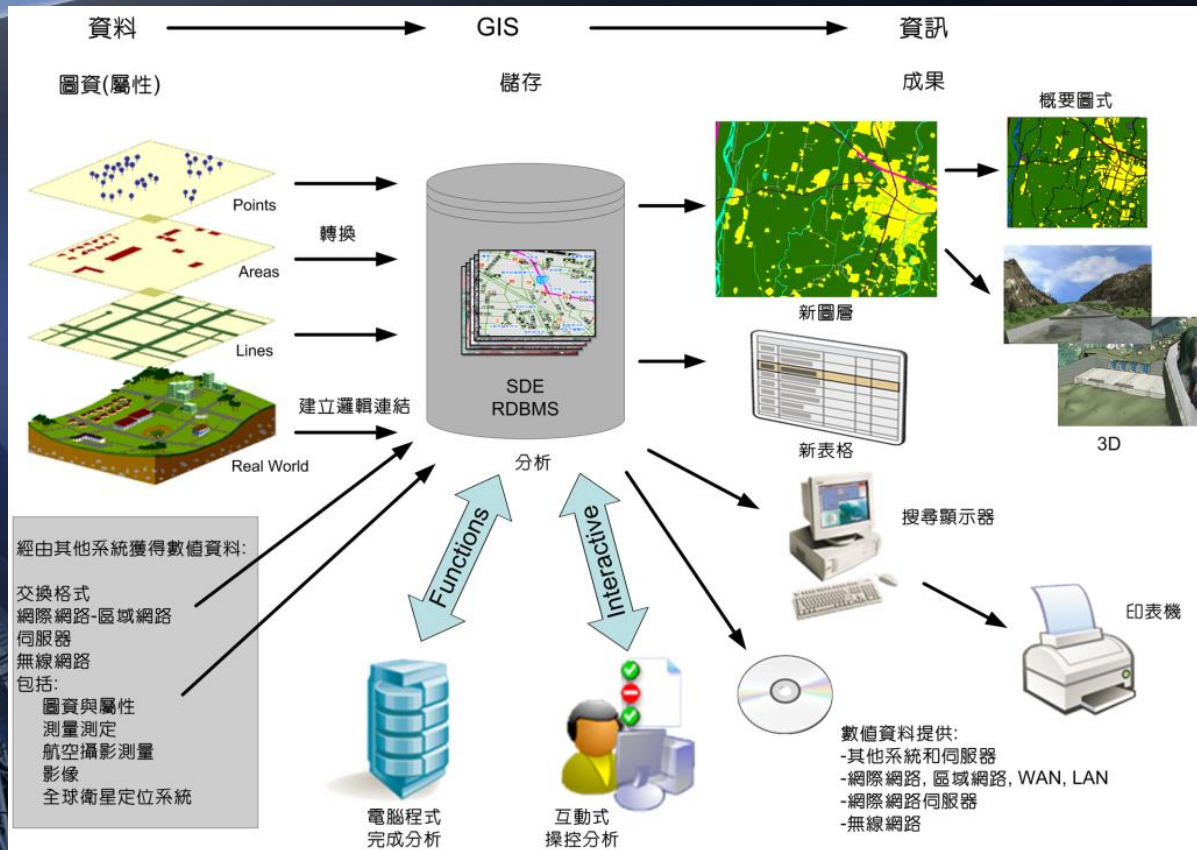 資料
GIS
資訊
圖資(屬性)
儲存
成果
概要圖式
Points
轉換
Areas
Lines
建立邏輯連結
Real World
SDE
RDBMS
分析
新圖層
新表格
3D
經由其他系統獲得數值資料:
交換格式
網際網路-區域網路
伺服器
無線網路
包括:
圖資與屬性
測量測定
航空攝影測量
影像
全球衛星定位系統
Functions
Interactive
電腦程式
完成分析
互動式
操控分析
搜尋顯示器
印表機
數值資料提供:
-其他系統和伺服器
-網際網路, 區域網路, WAN, LAN
-網際網路伺服器
-無線網路